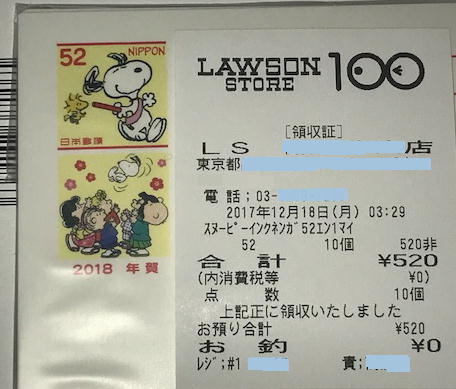 52 NIPPON
日本郵便
2018 年賀
LAWSON
STORE 100
[領収証]
LS 店
東京都
電話;03-
2017年12月18日(月) 03:29
スヌーピーインクネンガ52エン1マイ
52 10個 520非
合計 ¥520
(内消費税等 ¥0)
点数 10個
上記正に領収いたしました
お預り合計 ¥520
お釣 ¥0
レジ;#1 責;